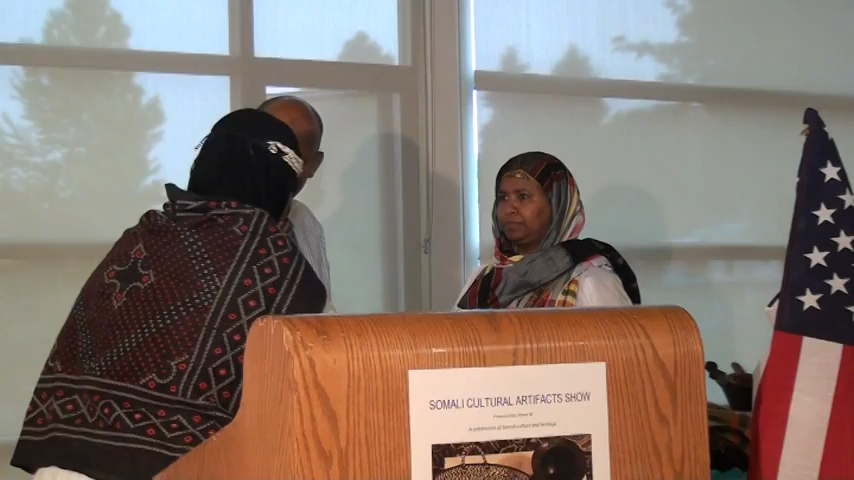 SOMALI CULTURAL ARTIFACTS SHOW
A celebration of Somali culture and heritage